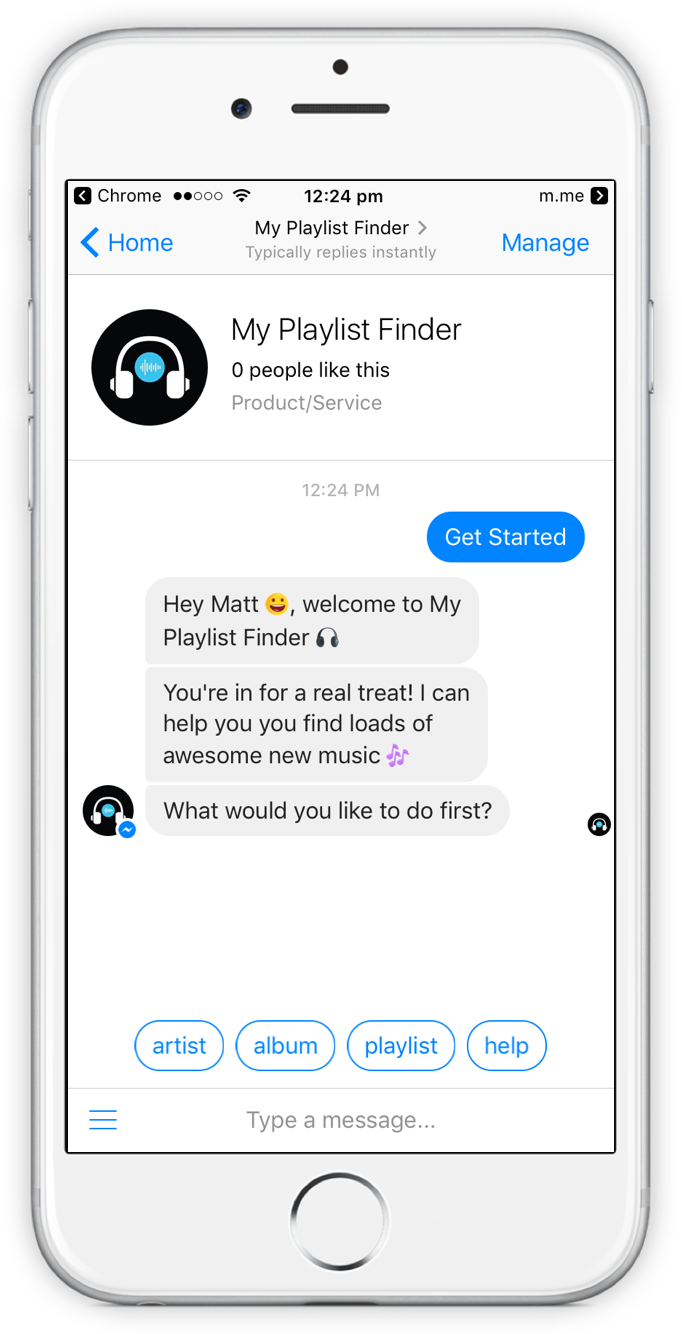 Chrome 12:24 pm m.me
Home My Playlist Finder Manage
Typically replies instantly
My Playlist Finder
0 people like this
Product/Service
12:24 PM
Get Started
Hey Matt 😀, welcome to My
Playlist Finder 🎧
You're in for a real treat! I can
help you you find loads of
awesome new music 🎶
What would you like to do first?
artist album playlist help
Type a message...